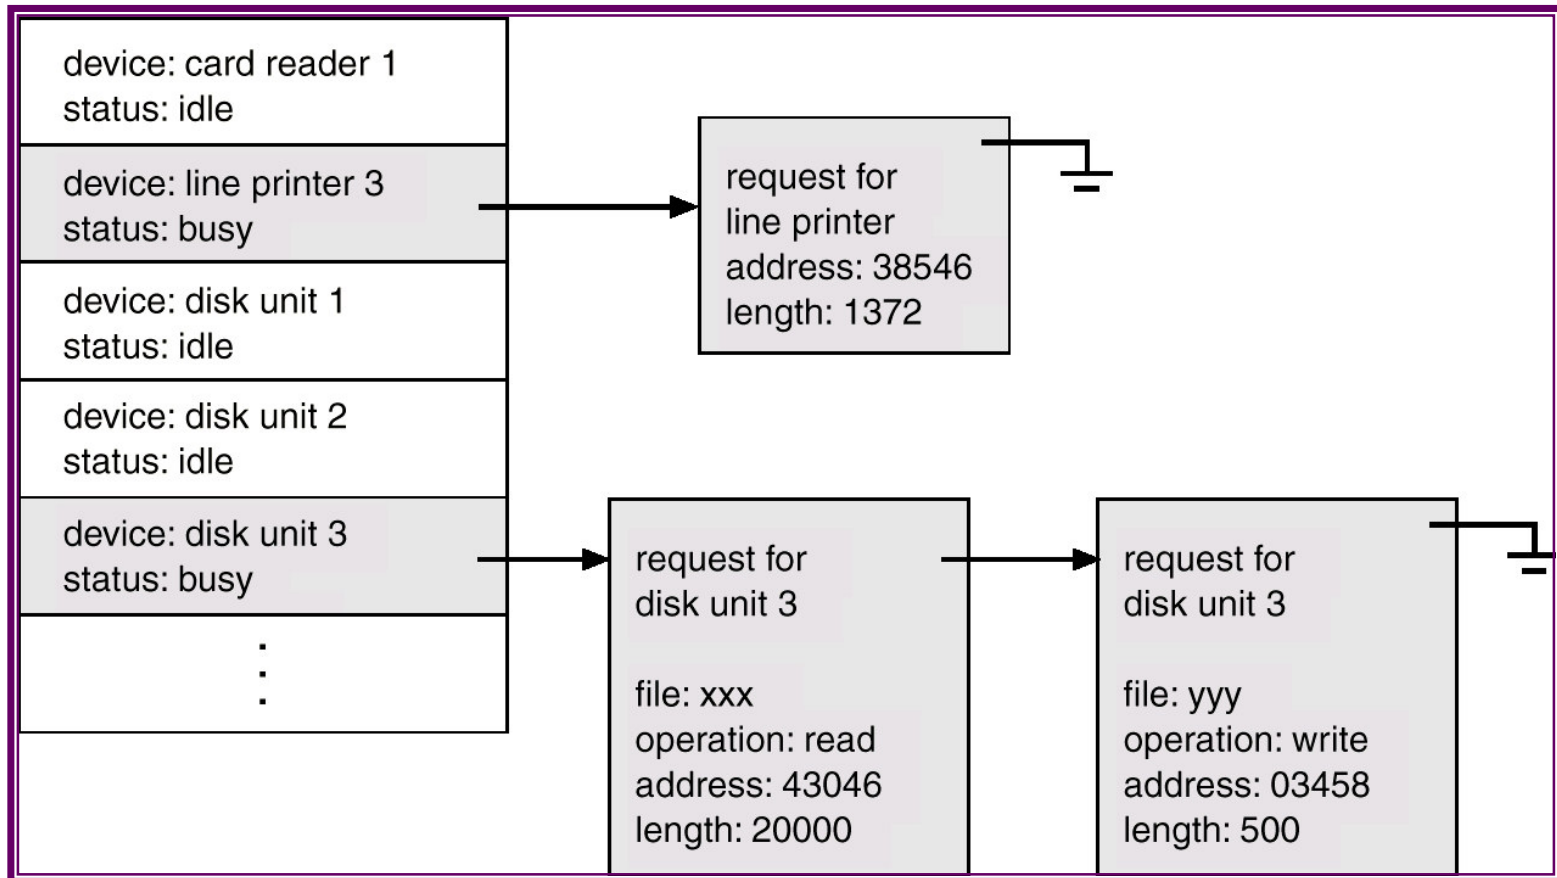 device: card reader 1
status: idle
device: line printer 3
status: busy
device: disk unit 1
status: idle
device: disk unit 2
status: idle
device: disk unit 3
status: busy
request for
line printer
address: 38546
length: 1372
request for
disk unit 3
file: xxx
operation: read
address: 43046
length: 20000
request for
disk unit 3
file: yyy
operation: write
address: 03458
length: 500